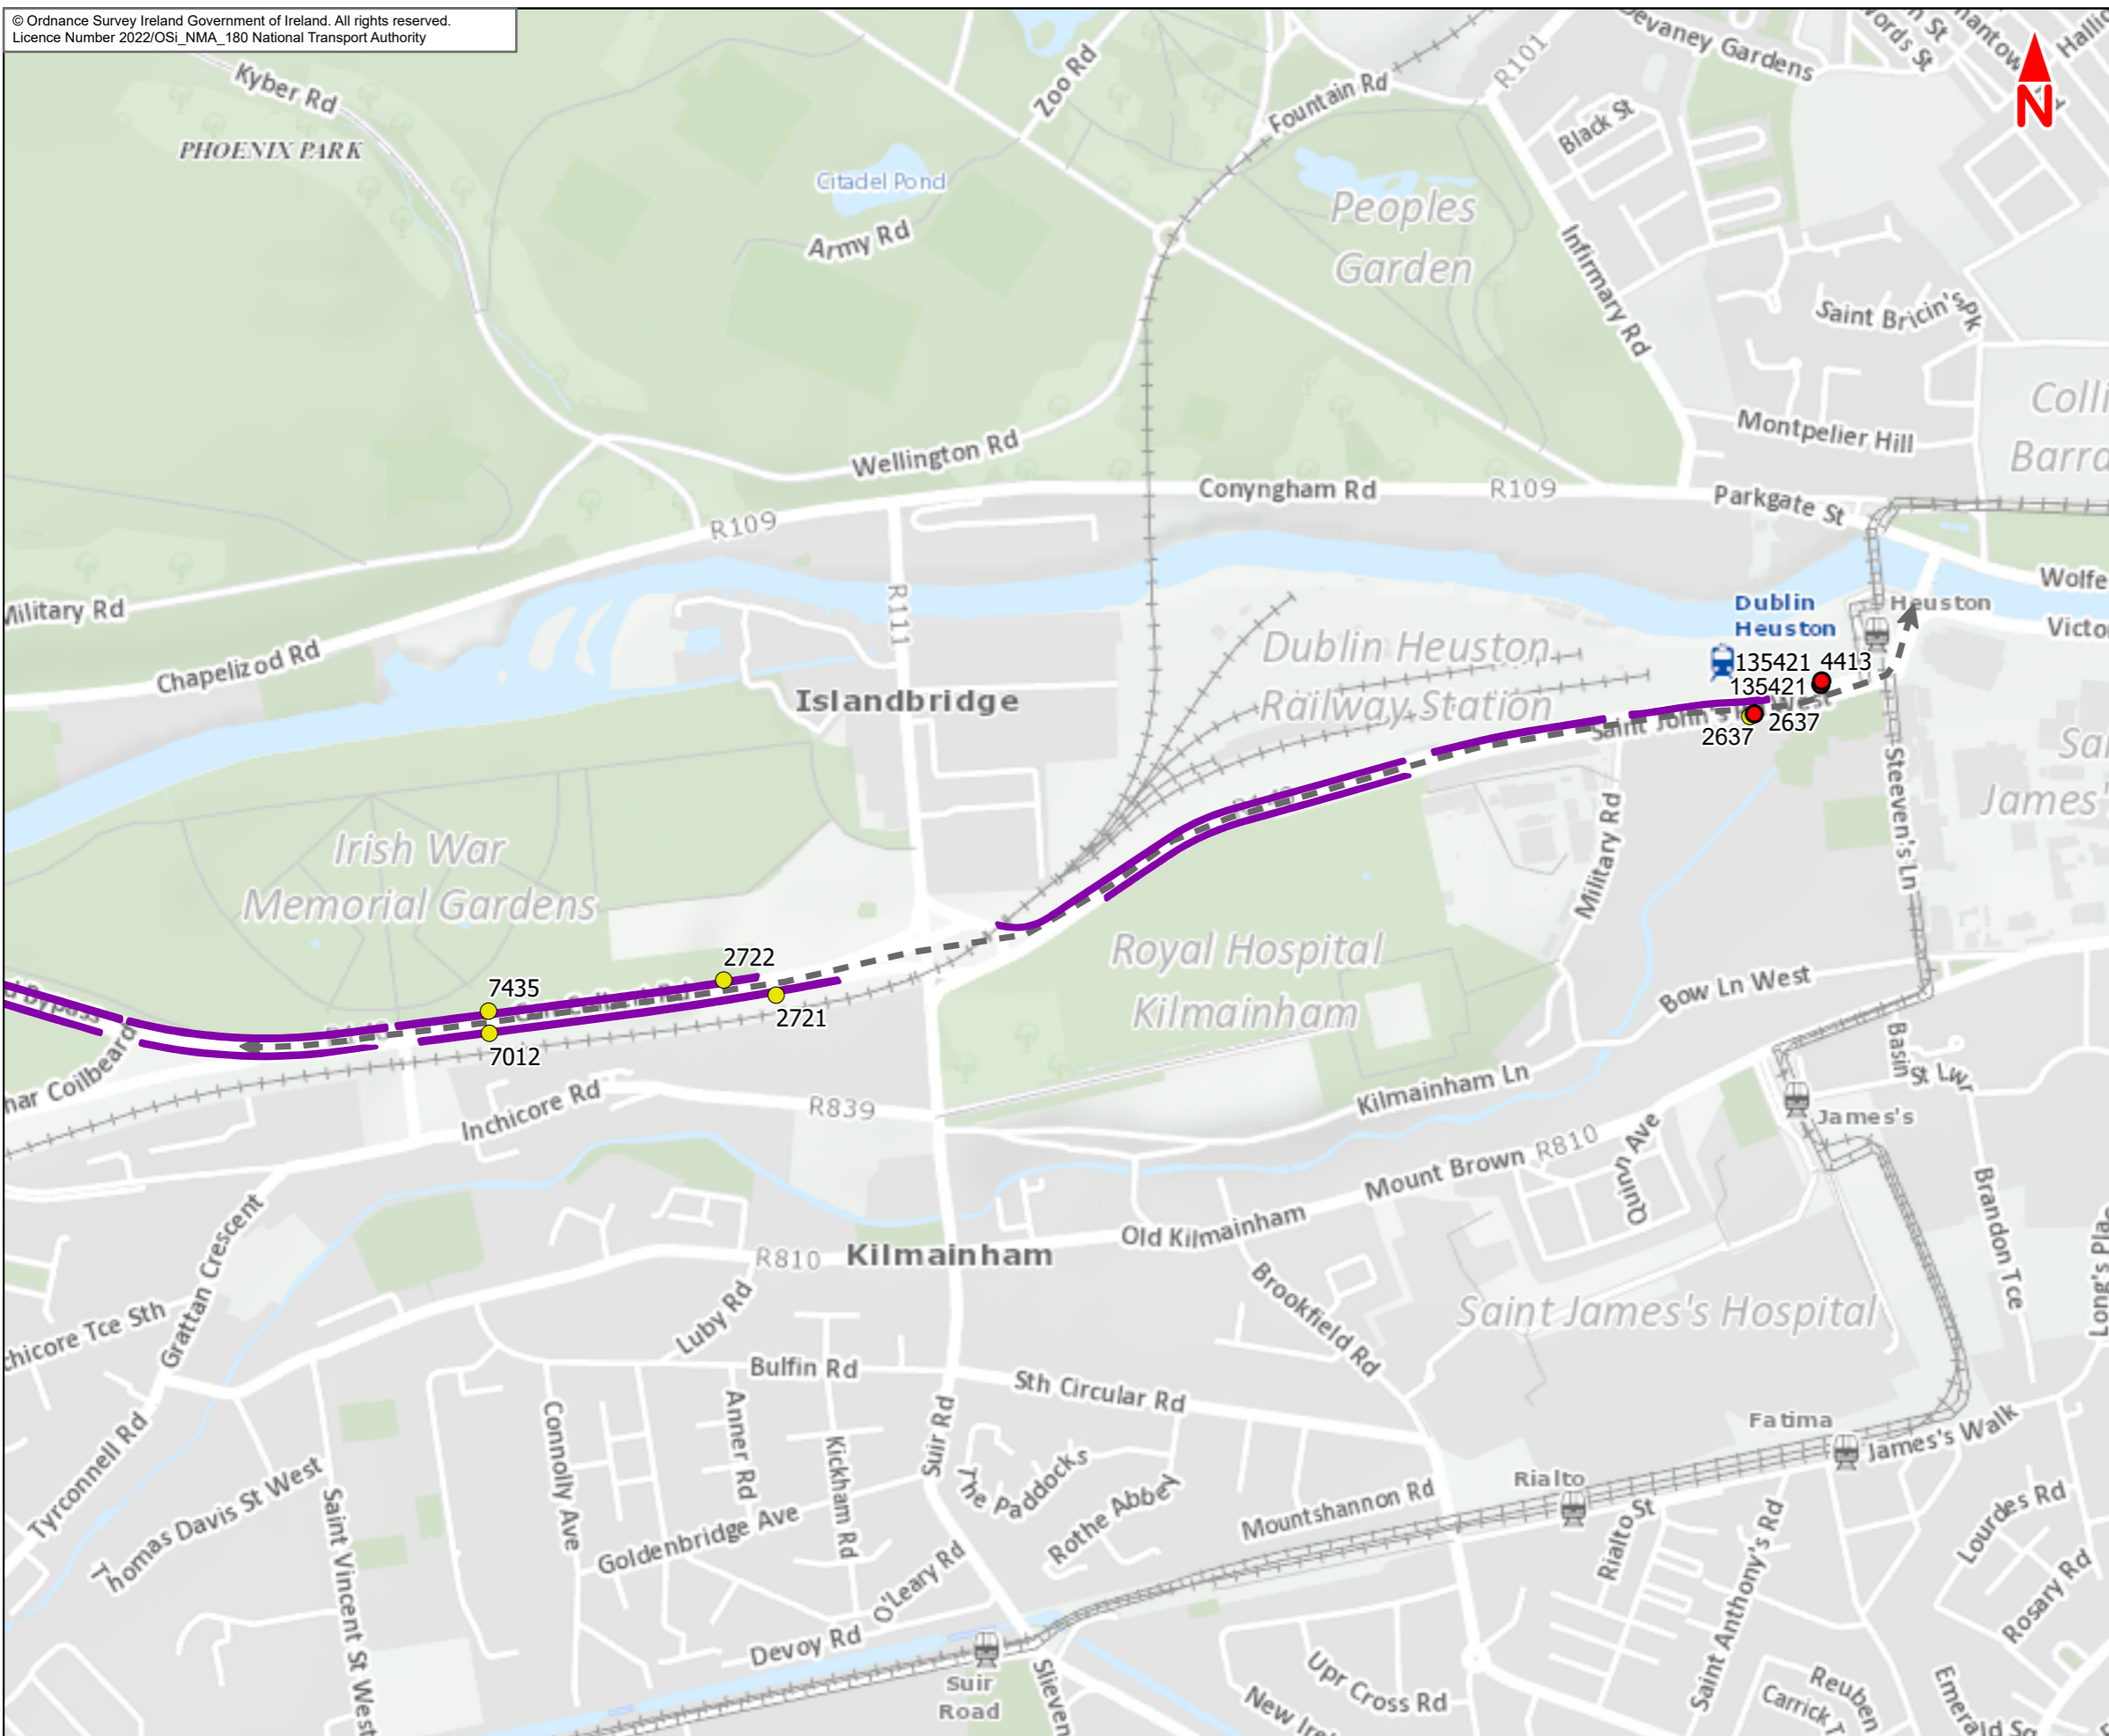 © Ordnance Survey Ireland Government of Ireland. All rights reserved.
Licence Number 2022/OSi_NMA_180 National Transport Authority
Kyber Rd
PHOENIX PARK
Zoo Rd
Fountain Rd
R101
Black St
N
Citadel Pond
Army Rd
Peoples
Garden
Infirmary Rd
Saint Bricin's Pk
Wellington Rd
Montpelier Hill
Conyngham Rd
R109
Parkgate St
R109
R111
Military Rd
Chapelizod Rd
Islandbridge
Dublin Heuston
Railway Station
Dublin
Heuston
Heuston
135421
4413
135421
2637
2637
Steeven's Ln
Military Rd
Irish War
Memorial Gardens
Royal Hospital
Kilmainham
2722
7435
2721
7012
Bow Ln West
Basin
St Lwr
Inchicore Rd
R839
Kilmainham Ln
James's
Mount Brown
R810
Quinn Ave
Brandon Tce
Grattan Crescent
Old Kilmainham
R810
Kilmainham
Luby Rd
Brookfield Rd
Saint James's Hospital
Bulfin Rd
Sth Circular Rd
Tyrconnell Rd
Thomas Davis St West
Saint Vincent St West
Connolly Ave
Anner Rd
Kickham Rd
Suir Rd
The Paddocks
Rothe Abbey
Goldenbridge Ave
O'Leary Rd
Devoy Rd
Mountshannon Rd
Rialto
Fatima
James's Walk
Rialto St
Saint Anthony's Rd
Lourdes Rd
Rosary Rd
Suir
Road
Upr Cross Rd
Reuben